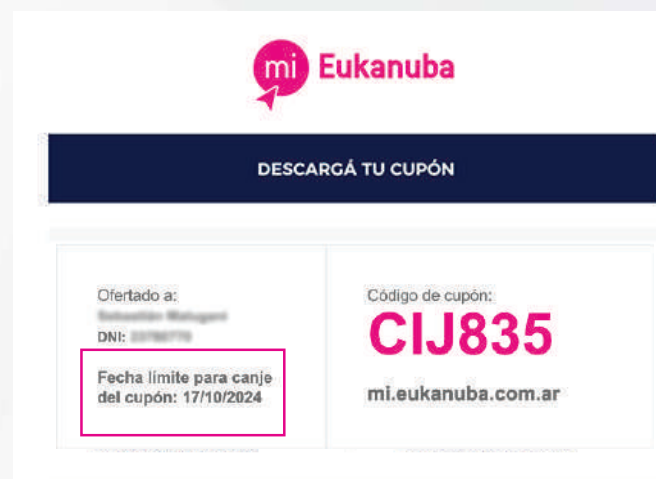 mi Eukanuba
DESCARGÁ TU CUPÓN
Ofertado a:
DNI:
Fecha límite para canje
del cupón: 17/10/2024
Código de cupón:
CIJ835
mi.eukanuba.com.ar